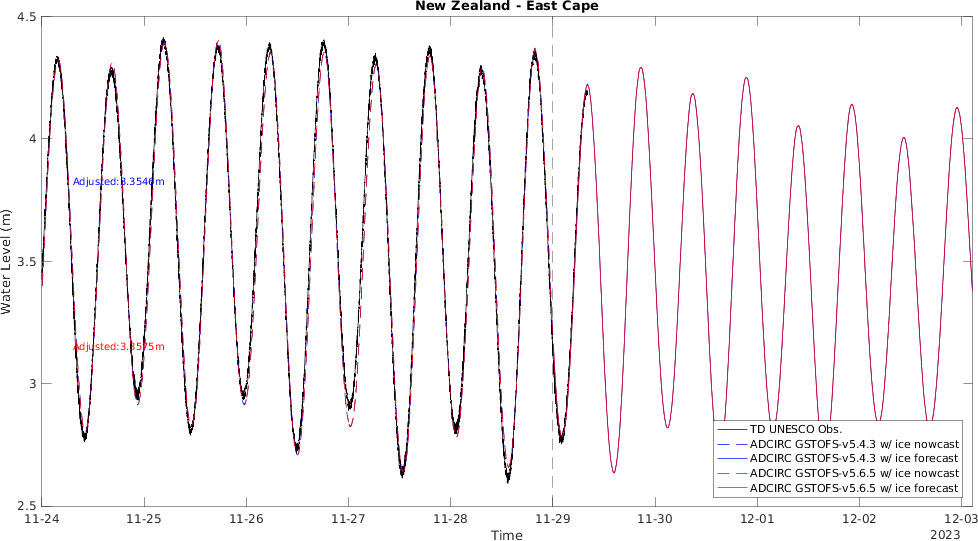 New Zealand - East Cape
4.5
4
3.5
3
2.5
Water Level (m)
Adjusted:3.3546m
Adjusted:3.3575m
TD UNESCO Obs.
ADCIRC GSTOFS-v5.4.3 w/ ice nowcast
ADCIRC GSTOFS-v5.4.3 w/ ice forecast
ADCIRC GSTOFS-v5.6.5 w/ ice nowcast
ADCIRC GSTOFS-v5.6.5 w/ ice forecast
11-24 11-25 11-26 11-27 11-28 11-29 11-30 12-01 12-02 12-03
Time
2023